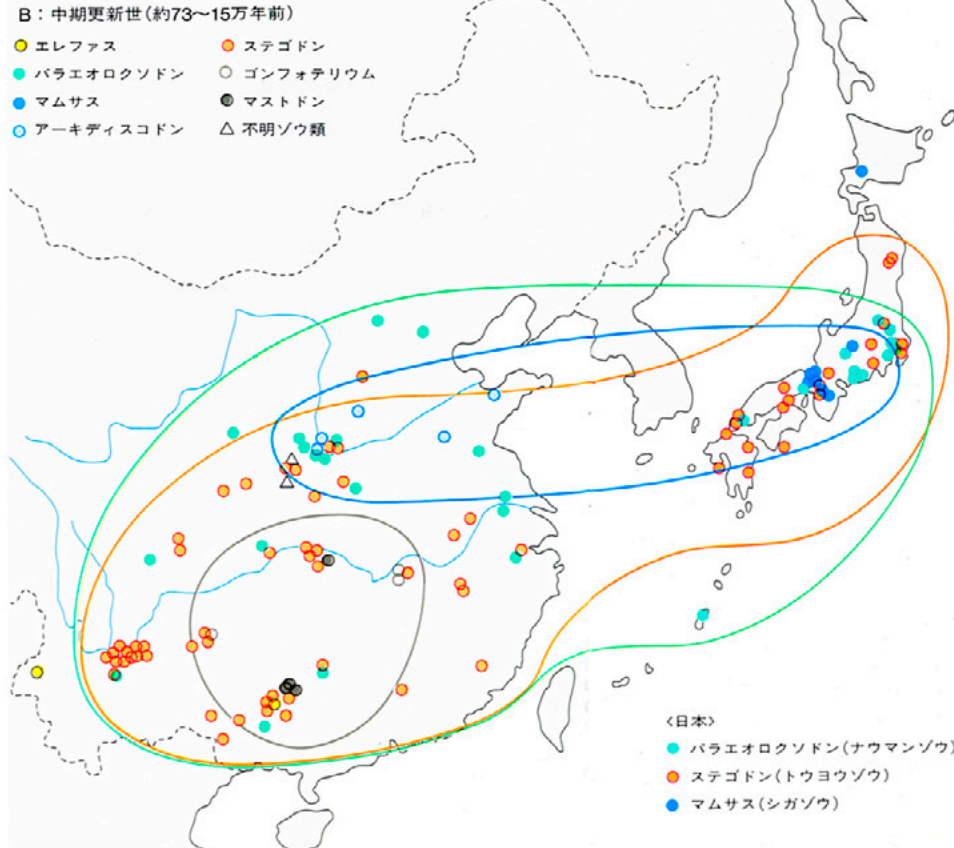 B：中期更新世(約73〜15万年前)
エレファス
ステゴドン
パラエオロクソドン
ゴンフォテリウム
マムサス
マストドン
アーキディスコドン
不明ゾウ類
<日本>
パラエオロクソドン(ナウマンゾウ)
ステゴドン(トウヨウゾウ)
マムサス(シガゾウ)